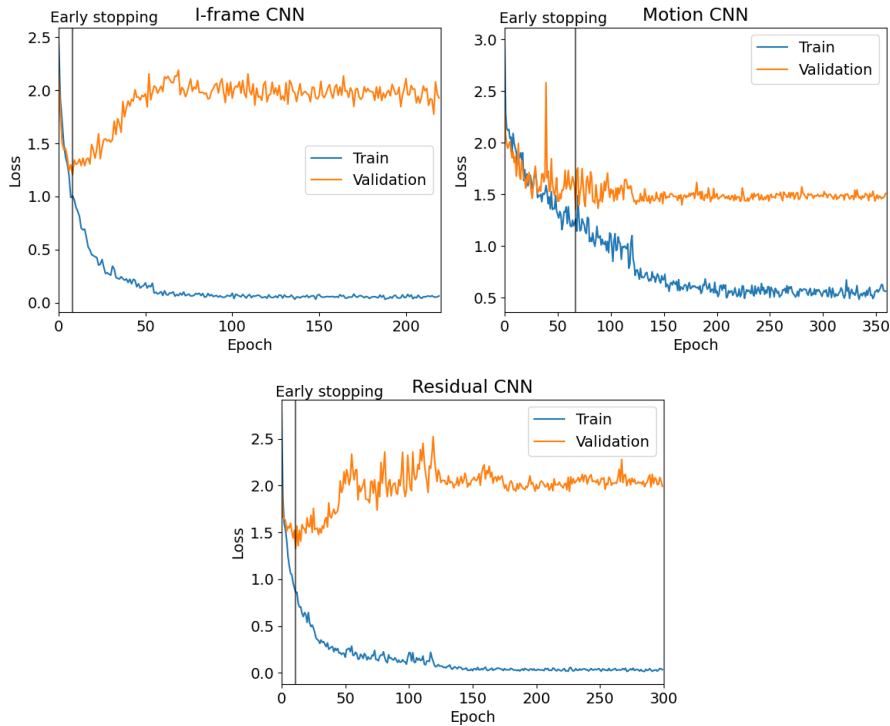 Early stopping
I-frame CNN
2.5
2.0
1.5
1.0
0.5
0.0
Loss
Train
Validation
0 50 100 150 200
Epoch
Early stopping
Motion CNN
3.0
2.5
2.0
1.5
1.0
0.5
Loss
Train
Validation
0 50 100 150 200 250 300 350
Epoch
Early stopping
Residual CNN
2.5
2.0
1.5
1.0
0.5
0.0
Loss
Train
Validation
0 50 100 150 200 250 300
Epoch